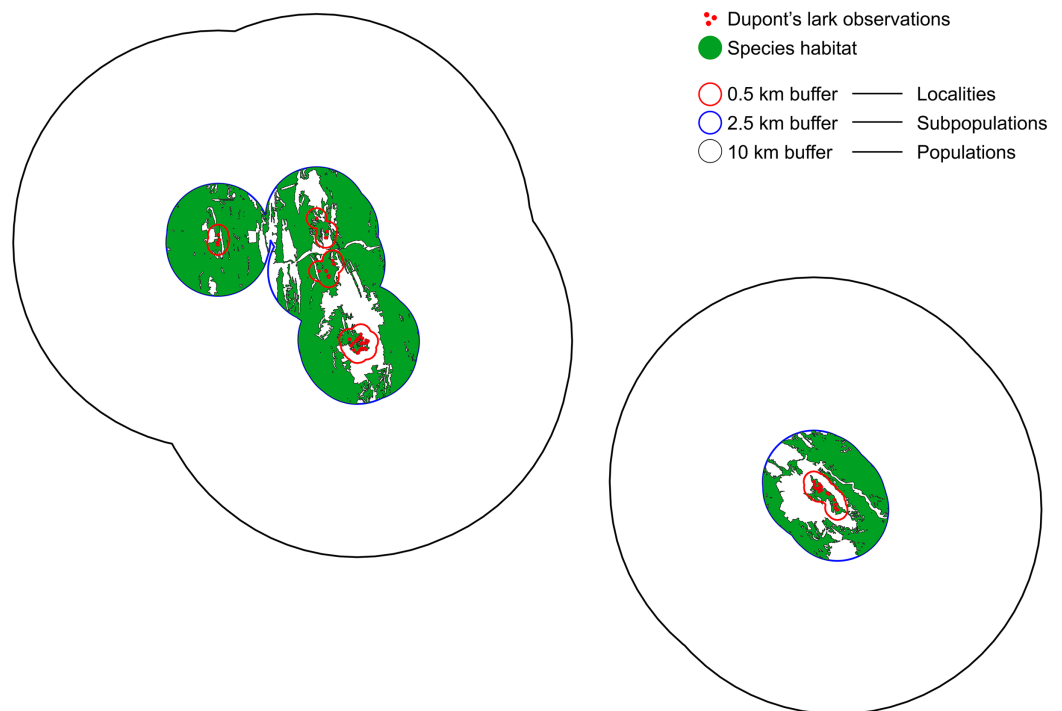 Dupont's lark observations
Species habitat
0.5 km buffer — Localities
2.5 km buffer — Subpopulations
10 km buffer — Populations